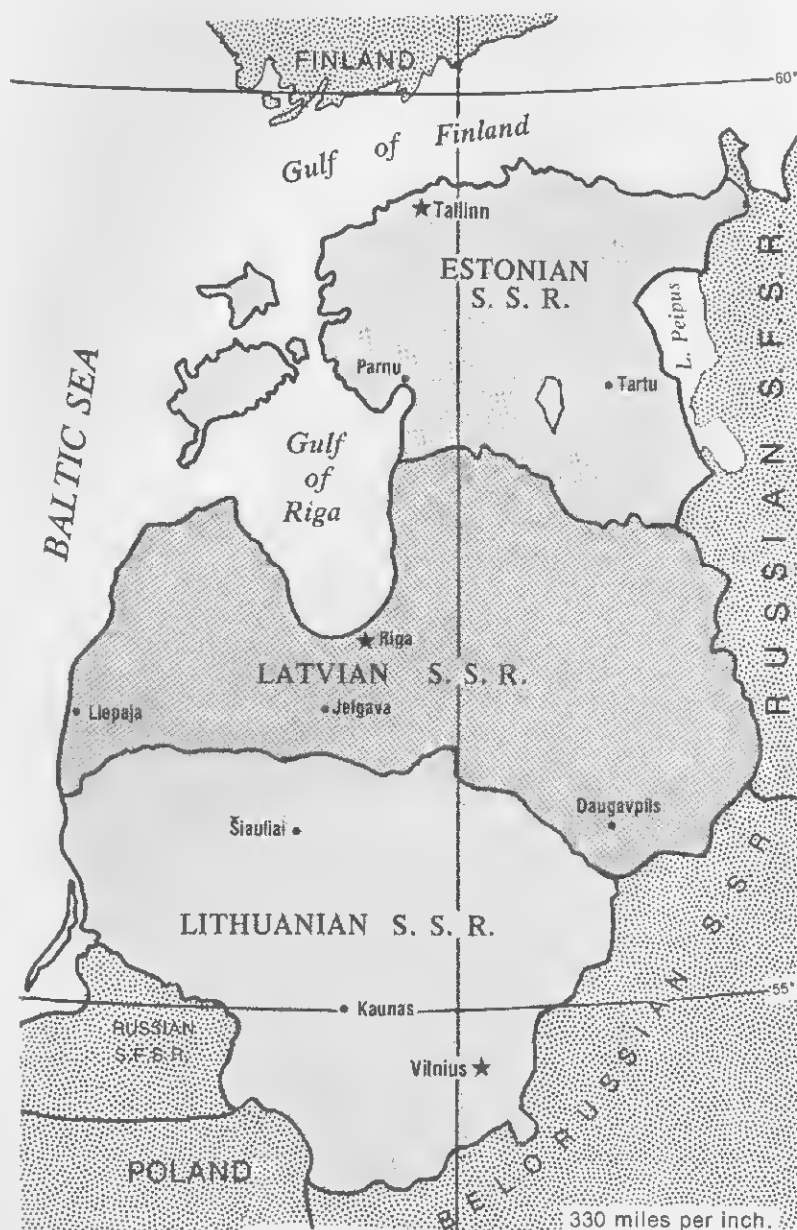 FINLAND
60°
Gulf of Finland
Tallinn
ESTONIAN
S. S. R.
L. Peipus
Parnu
Tartu
BALTIC SEA
Gulf
of
Riga
RUSSIAN S.F.S.R.
Riga
LATVIAN S. S. R.
Liepaja
Jelgava
Daugavpils
Šiauliai
LITHUANIAN S. S. R.
55°
Kaunas
RUSSIAN
S.F.S.R.
Vilnius
BELORUSSIAN SSR
POLAND
330 miles per inch.